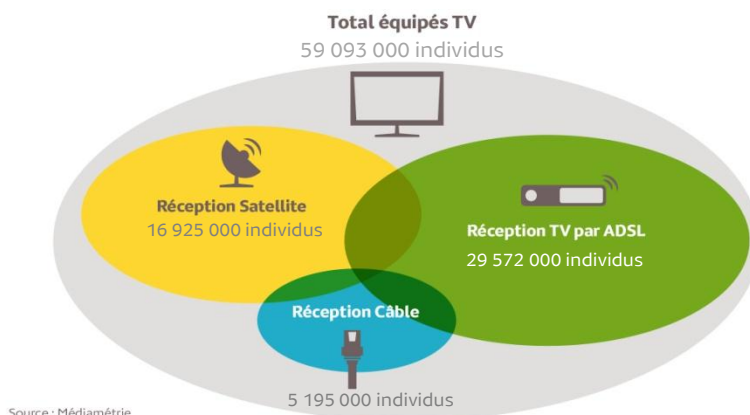 Total équipés TV
59 093 000 individus
Réception Satellite
16 925 000 individus
Réception TV par ADSL
29 572 000 individus
Réception Câble
5 195 000 individus
Source : Médiamétrie